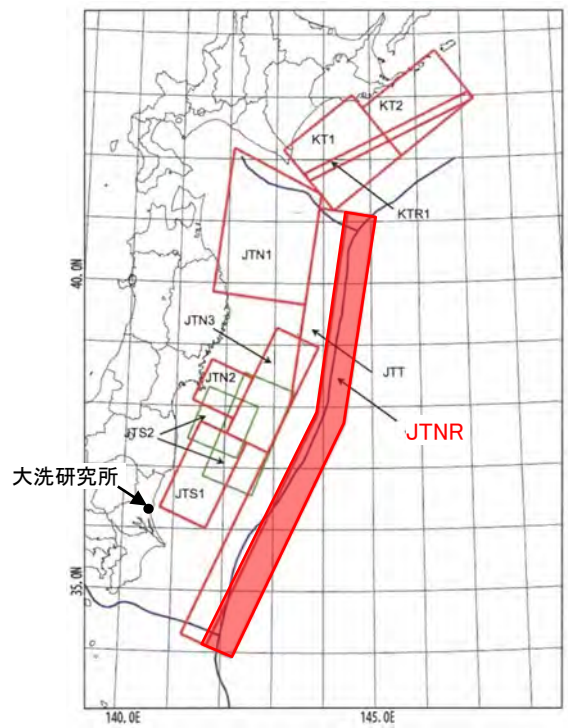 KT2
KT1
KTR1
JTN1
40.0N
JTN3
JTT
JTN2
JTNR
JTS2
大洗研究所
JTS1
35.0N
140.0E
145.0E